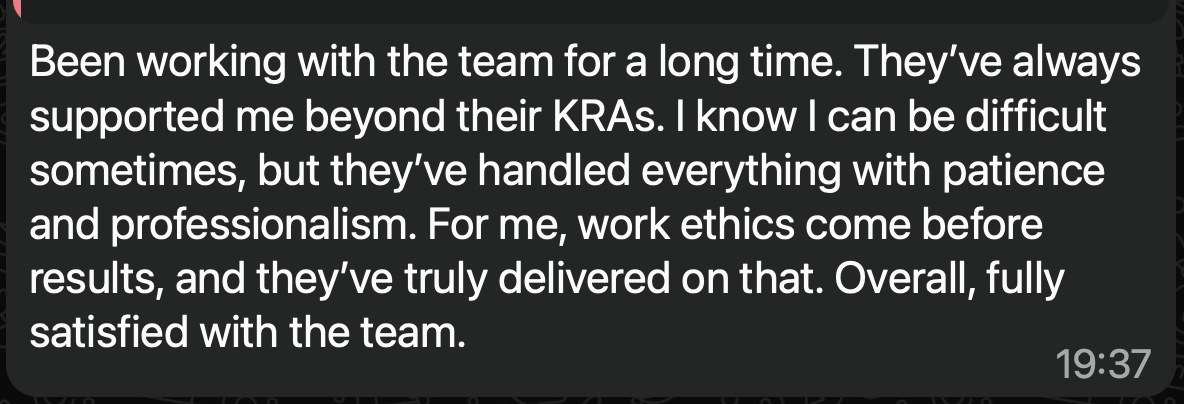 Been working with the team for a long time. They’ve always
supported me beyond their KRAs. I know I can be difficult
sometimes, but they’ve handled everything with patience
and professionalism. For me, work ethics come before
results, and they’ve truly delivered on that. Overall, fully
satisfied with the team.
19:37